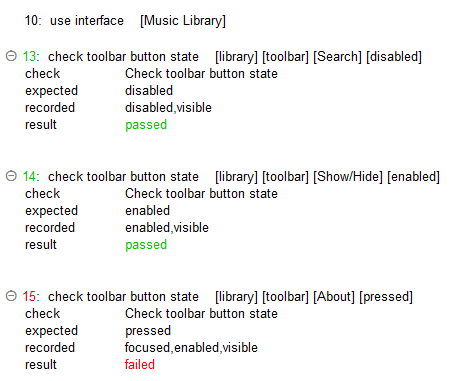 10: use interface [Music Library]
13: check toolbar button state [library] [toolbar] [Search] [disabled]
check Check toolbar button state
expected disabled
recorded disabled,visible
result passed
14: check toolbar button state [library] [toolbar] [Show/Hide] [enabled]
check Check toolbar button state
expected enabled
recorded enabled,visible
result passed
15: check toolbar button state [library] [toolbar] [About] [pressed]
check Check toolbar button state
expected pressed
recorded focused,enabled,visible
result failed